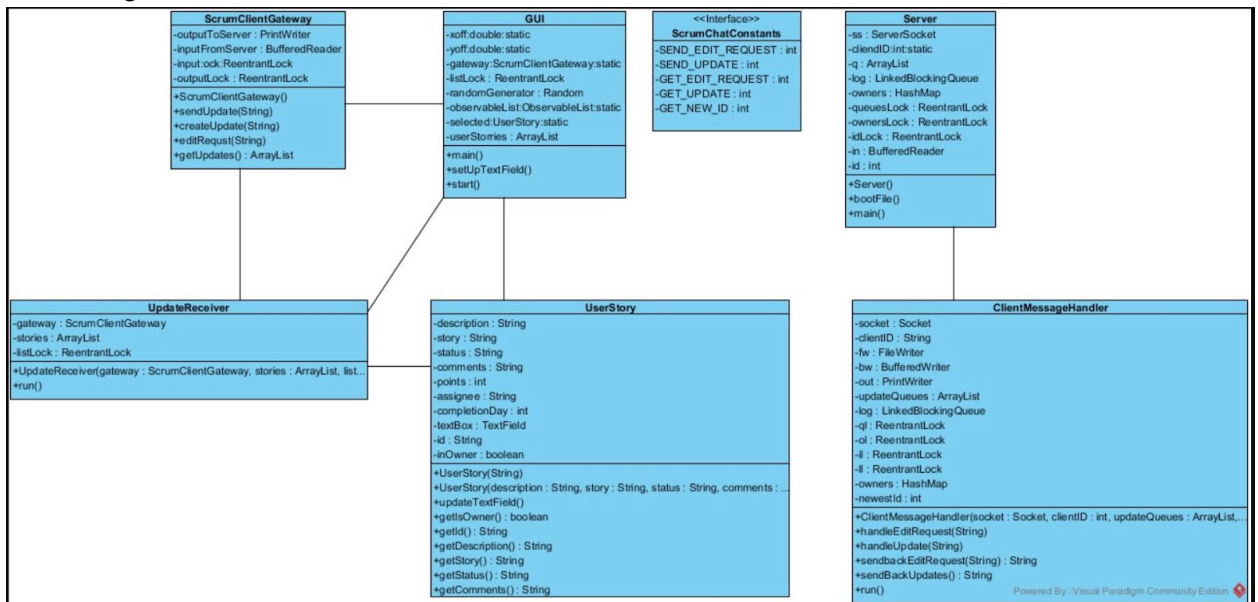 ScrumClientGateway
-outputToServer : PrintWriter
-inputFromServer : BufferedReader
-input:ock:ReentrantLock
-outputLock : ReentrantLock
+ScrumClientGateway()
+sendUpdate(String)
+createUpdate(String)
+editRequst(String)
+getUpdates() : ArrayList
GUI
-xoff:double:static
-yoff:double:static
-gateway:ScrumClientGateway:static
-listLock : ReentrantLock
-randomGenerator : Random
-observableList:ObservableList:static
-selected:UserStory:static
-userStorries : ArrayList
+main()
+setUpTextField()
+start()
<<Interface>>
ScrumChatConstants
-SEND_EDIT_REQUEST : int
-SEND_UPDATE : int
-GET_EDIT_REQUEST : int
-GET_UPDATE : int
-GET_NEW_ID : int
Server
-ss : ServerSocket
-cliendID:int:static
-q : ArrayList
-log : LinkedBlockingQueue
-owners : HashMap
-queuesLock : ReentrantLock
-ownersLock : ReentrantLock
-idLock : ReentrantLock
-in : BufferedReader
-id : int
+Server()
+bootFile()
+main()
UpdateReceiver
-gateway : ScrumClientGateway
-stories : ArrayList
-listLock : ReentrantLock
+UpdateReceiver(gateway : ScrumClientGateway, stories : ArrayList, list...
+run()
UserStory
-description : String
-story : String
-status : String
-comments : String
-points : int
-assignee : String
-completionDay : int
-textBox : TextField
-id : String
-inOwner : boolean
+UserStory(String)
+UserStory(description : String, story : String, status : String, comments : ...
+updateTextField()
+getIsOwner() : boolean
+getId() : String
+getDescription() : String
+getStory() : String
+getStatus() : String
+getComments() : String
ClientMessageHandler
-socket : Socket
-clientID : String
-fw : FileWriter
-bw : BufferedWriter
-out : PrintWriter
-updateQueues : ArrayList
-log : LinkedBlockingQueue
-ql : ReentrantLock
-ol : ReentrantLock
-il : ReentrantLock
-ll : ReentrantLock
-owners : HashMap
-newestId : int
+ClientMessageHandler(socket : Socket, clientID : int, updateQueues : ArrayList,...
+handleEditRequest(String)
+handleUpdate(String)
+sendbackEditRequest(String) : String
+sendBackUpdates() : String
+run()
Powered By Visual Paradigm Community Edition